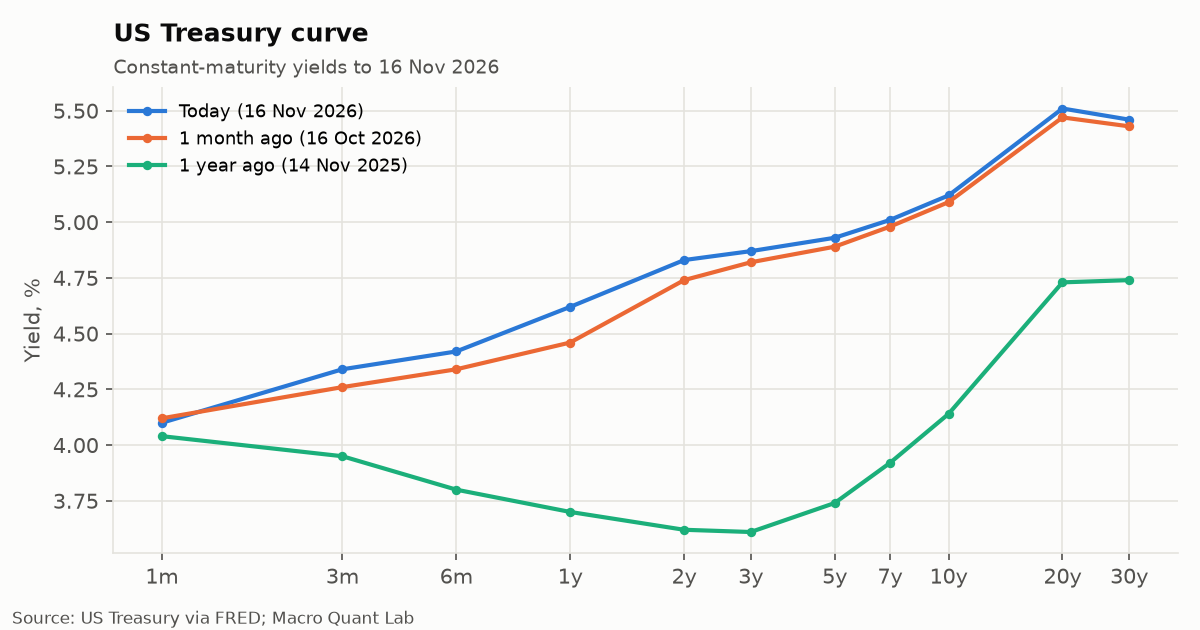 US Treasury curve
Constant-maturity yields to 16 Nov 2026
Today (16 Nov 2026)
1 month ago (16 Oct 2026)
1 year ago (14 Nov 2025)
Yield, %
5.50
5.25
5.00
4.75
4.50
4.25
4.00
3.75
1m 3m 6m 1y 2y 3y 5y 7y 10y 20y 30y
Source: US Treasury via FRED; Macro Quant Lab